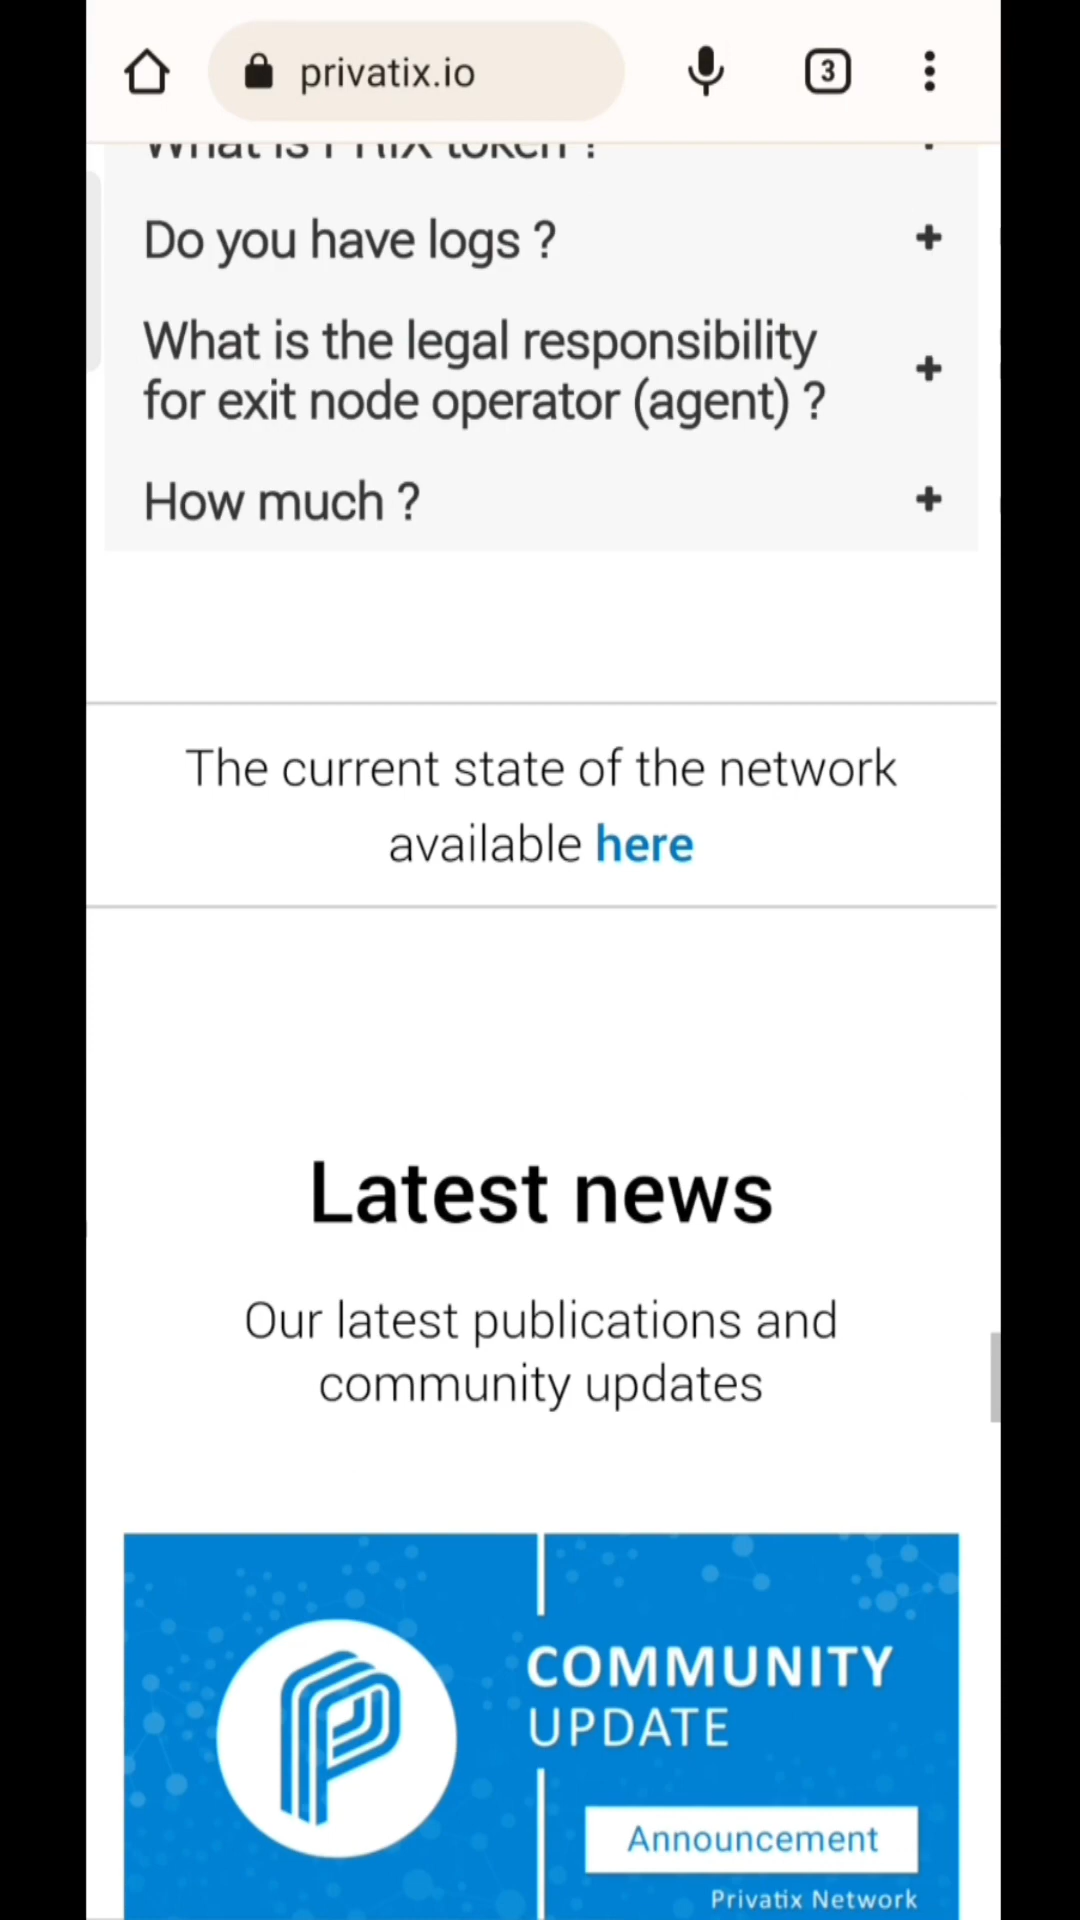 privatix.io
3
What is PRIX token ?
Do you have logs ?
+
What is the legal responsibility
for exit node operator (agent) ?
+
How much ?
+
The current state of the network
available here
Latest news
Our latest publications and
community updates
COMMUNITY
UPDATE
Announcement
Privatix Network